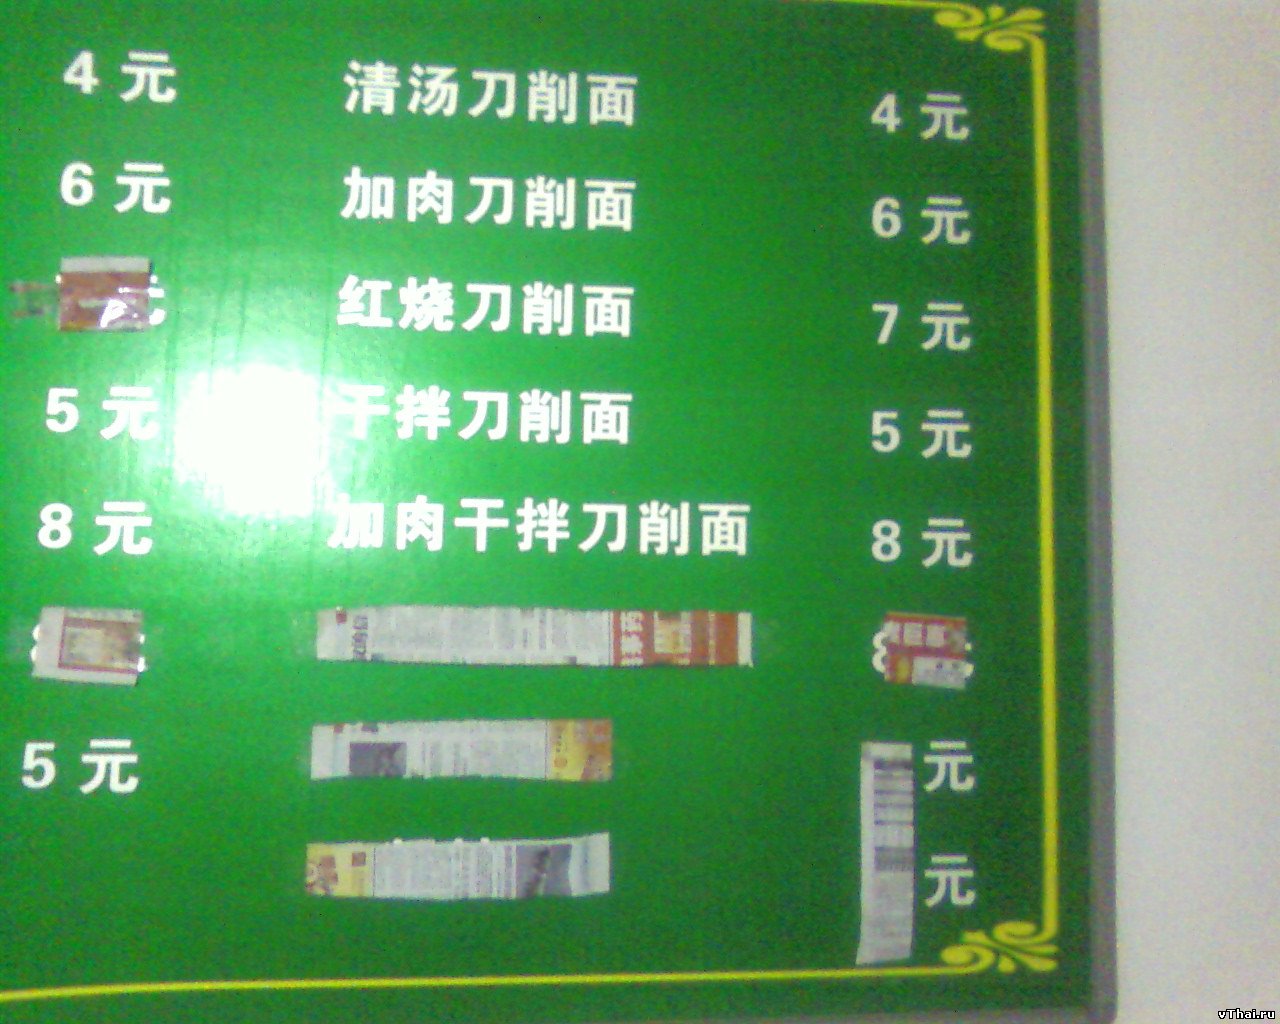 4 元 清汤刀削面 4 元
6 元 加肉刀削面 6 元
红烧刀削面 7 元
5 元 干拌刀削面 5 元
8 元 加肉干拌刀削面 8 元
5 元 元
元
vThai.ru